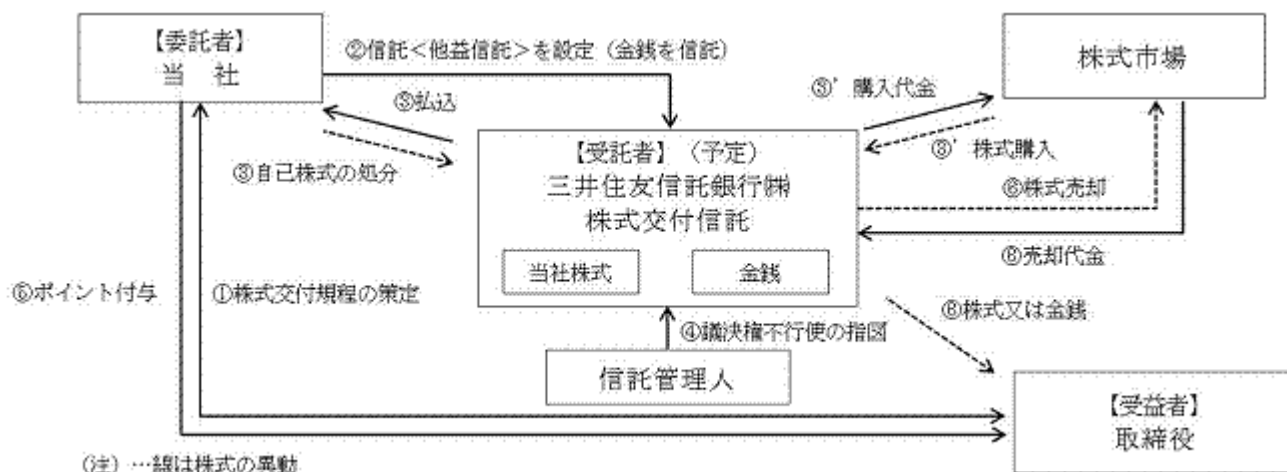 【委託者】
当 社
②信託＜他益信託＞を設定（金銭を信託）
株式市場
③払込
③’ 購入代金
③自己株式の処分
【受託者】（予定）
三井住友信託銀行㈱
株式交付信託
③’ 株式購入
⑥株式売却
当社株式
金銭
⑥売却代金
⑤ポイント付与
①株式交付規程の策定
④議決権不行使の指図
⑥株式又は金銭
信託管理人
【受益者】
取締役
（注）…線は株式の異動